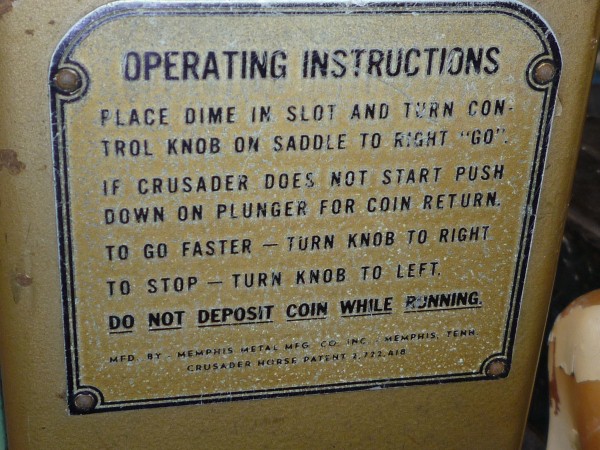 OPERATING INSTRUCTIONS
PLACE DIME IN SLOT AND TURN CON-
TROL KNOB ON SADDLE TO RIGHT "GO".
IF CRUSADER DOES NOT START PUSH
DOWN ON PLUNGER FOR COIN RETURN.
TO GO FASTER — TURN KNOB TO RIGHT
TO STOP — TURN KNOB TO LEFT.
DO NOT DEPOSIT COIN WHILE RUNNING.
MFD. BY - MEMPHIS METAL MFG. CO. INC. - MEMPHIS, TENN.
CRUSADER HORSE PATENT 2,722,418